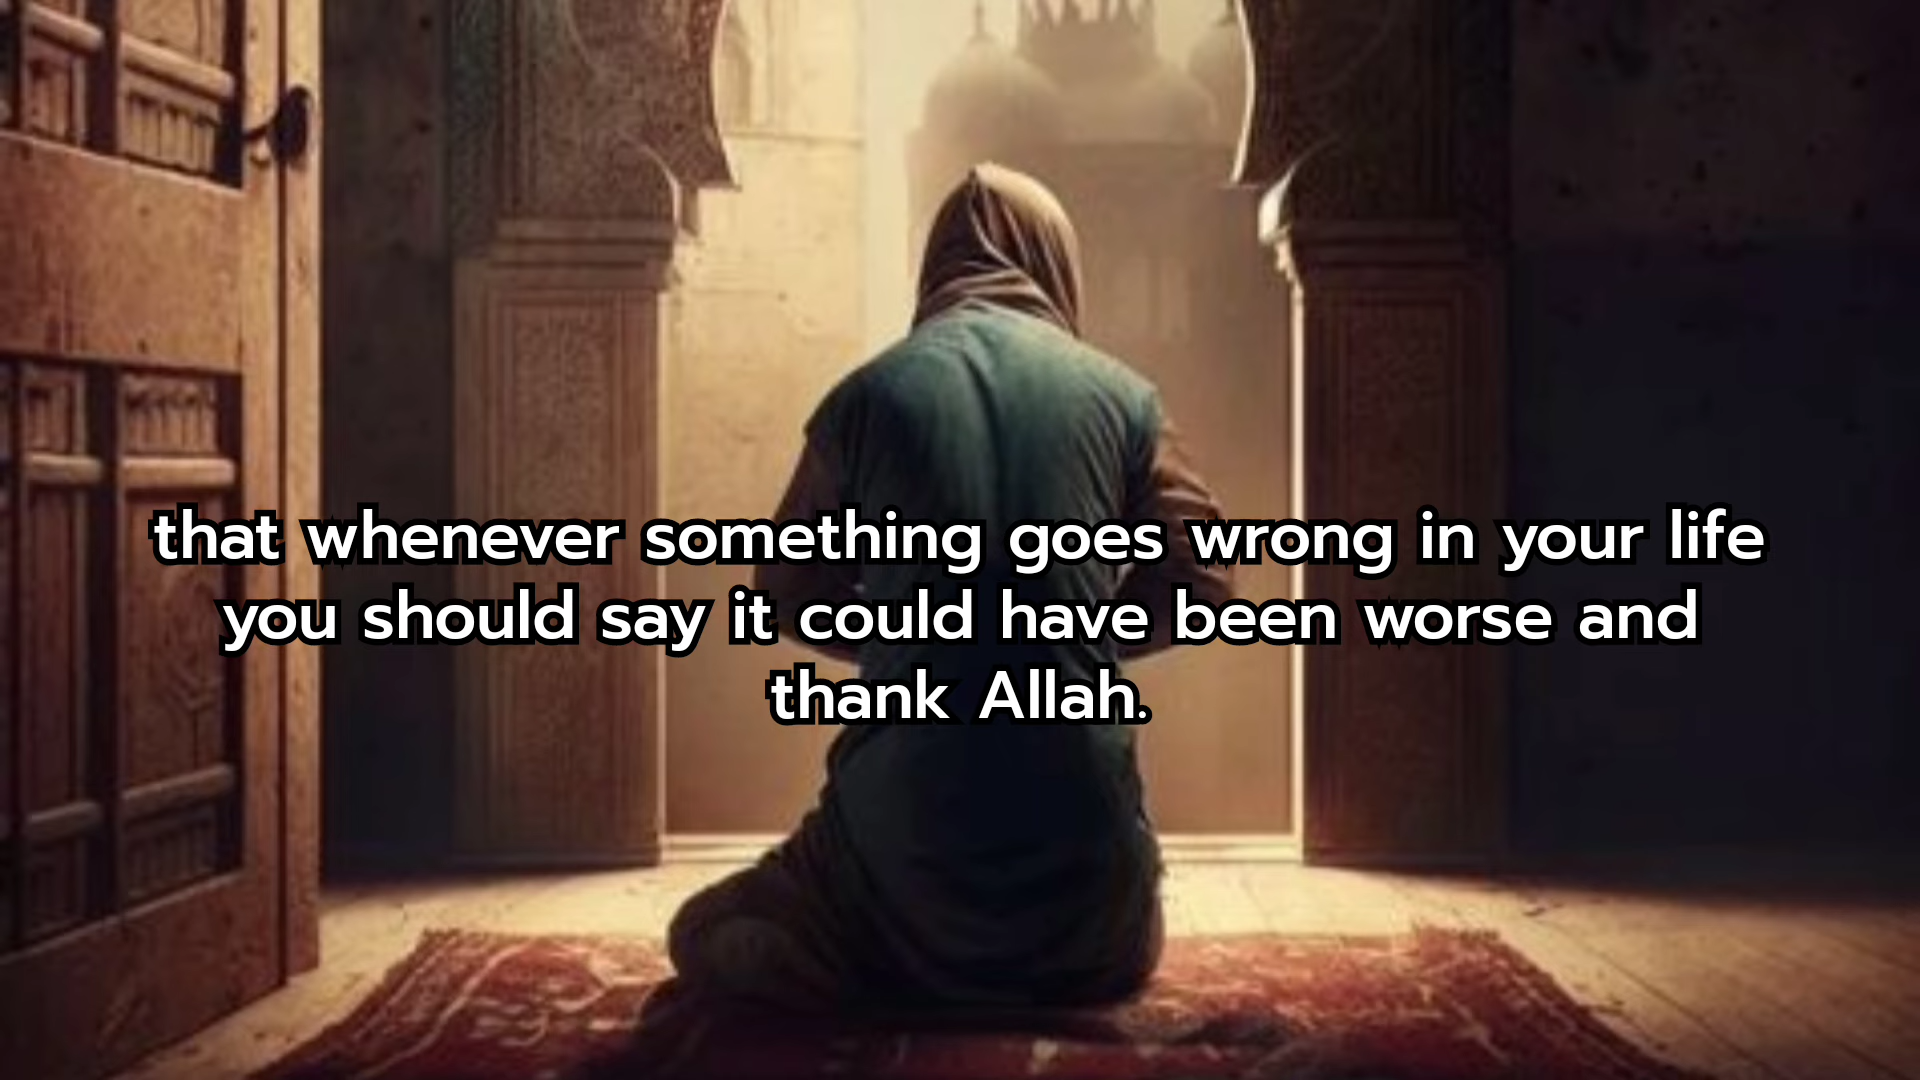 that whenever something goes wrong in your life
you should say it could have been worse and
thank Allah.